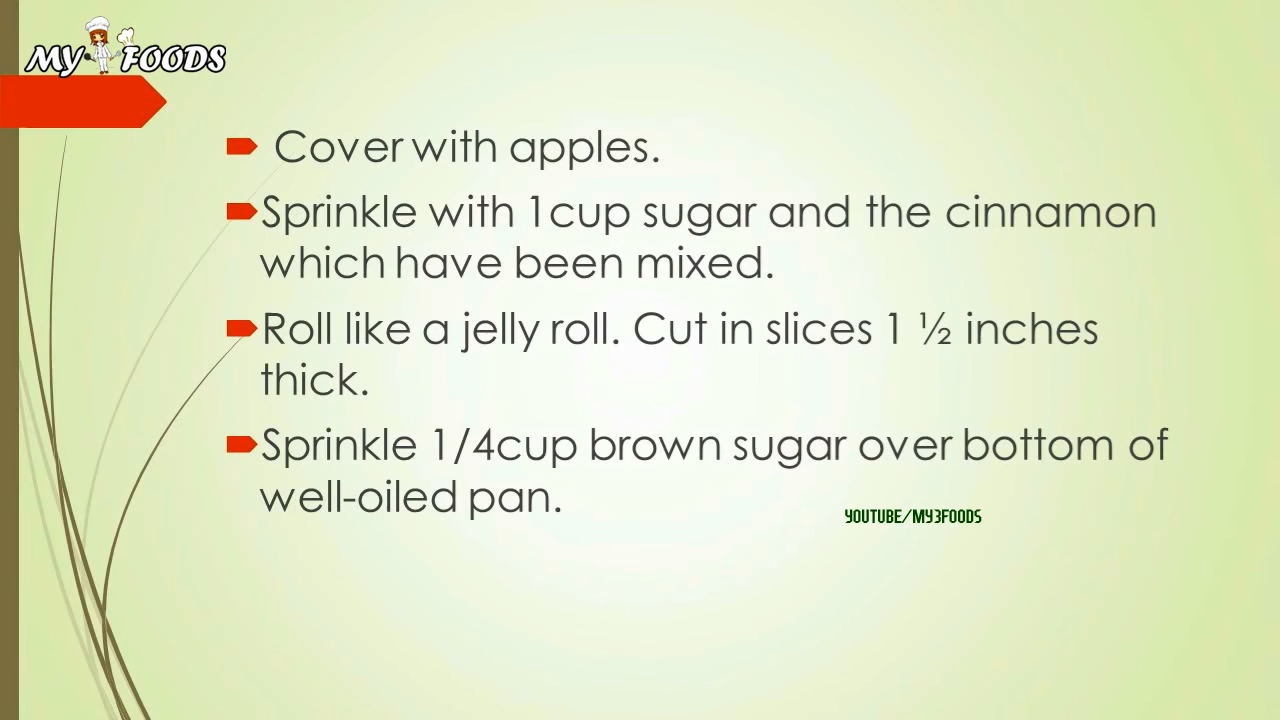 MY FOODS
Cover with apples.
Sprinkle with 1cup sugar and the cinnamon
which have been mixed.
Roll like a jelly roll. Cut in slices 1 ½ inches
thick.
Sprinkle 1/4cup brown sugar over bottom of
well-oiled pan.
YOUTUBE/MY3FOODS